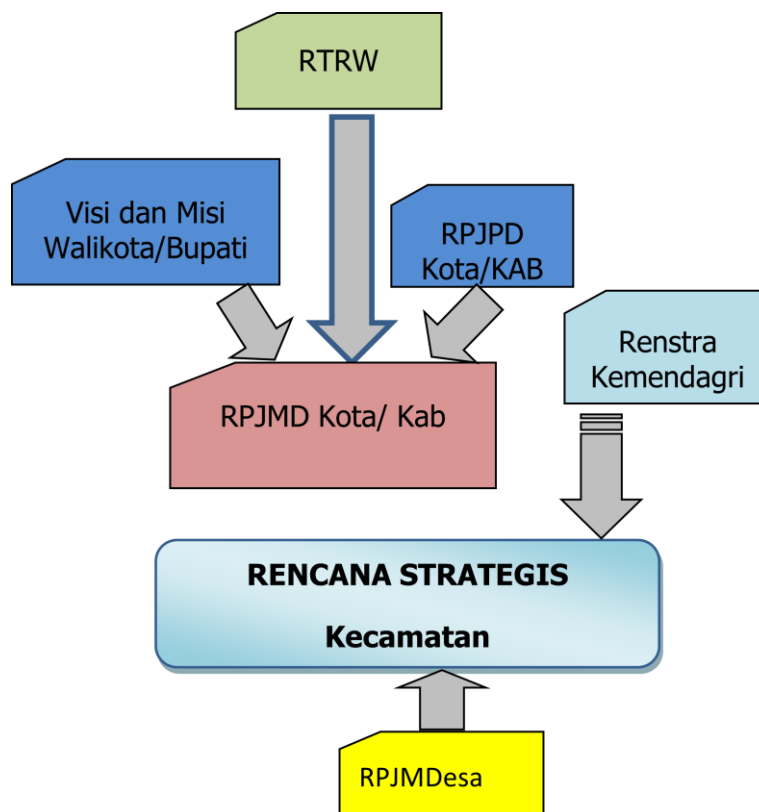 RTRW
Visi dan Misi
Walikota/Bupati
RPJPD
Kota/KAB
Renstra
Kemendagri
RPJMD Kota/ Kab
RENCANA STRATEGIS
Kecamatan
RPJMDesa